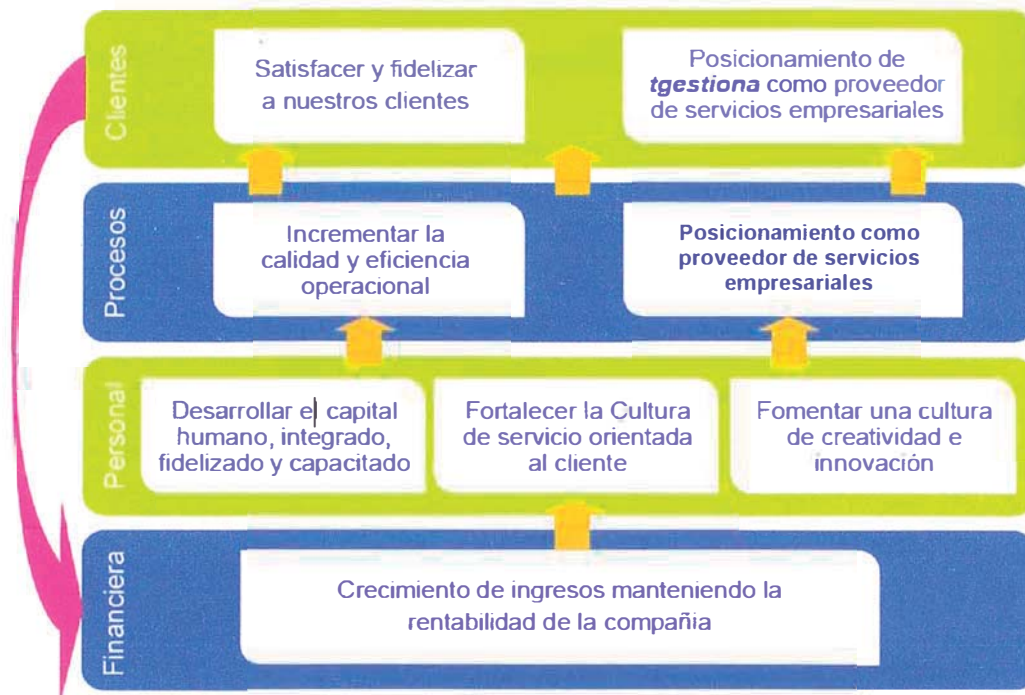 Clientes
Satisfacer y fidelizar
a nuestros clientes
Posicionamiento de
tgestiona como proveedor
de servicios empresariales
Procesos
Incrementar la
calidad y eficiencia
operacional
Posicionamiento como
proveedor de servicios
empresariales
Personal
Desarrollar el capital
humano, integrado,
fidelizado y capacitado
Fortalecer la Cultura
de servicio orientada
al cliente
Fomentar una cultura
de creatividad e
innovación
Financiera
Crecimiento de ingresos manteniendo la
rentabilidad de la compañia